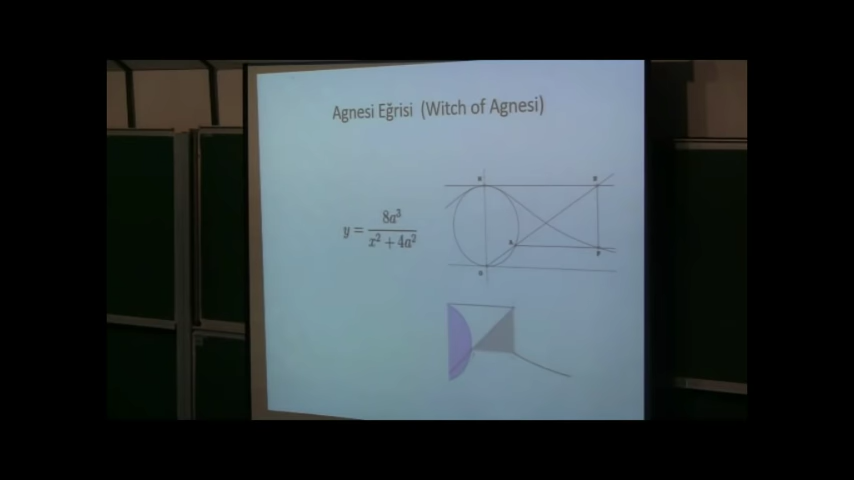 Agnesi Eğrisi (Witch of Agnesi)
y = 8a³ / x² + 4a²